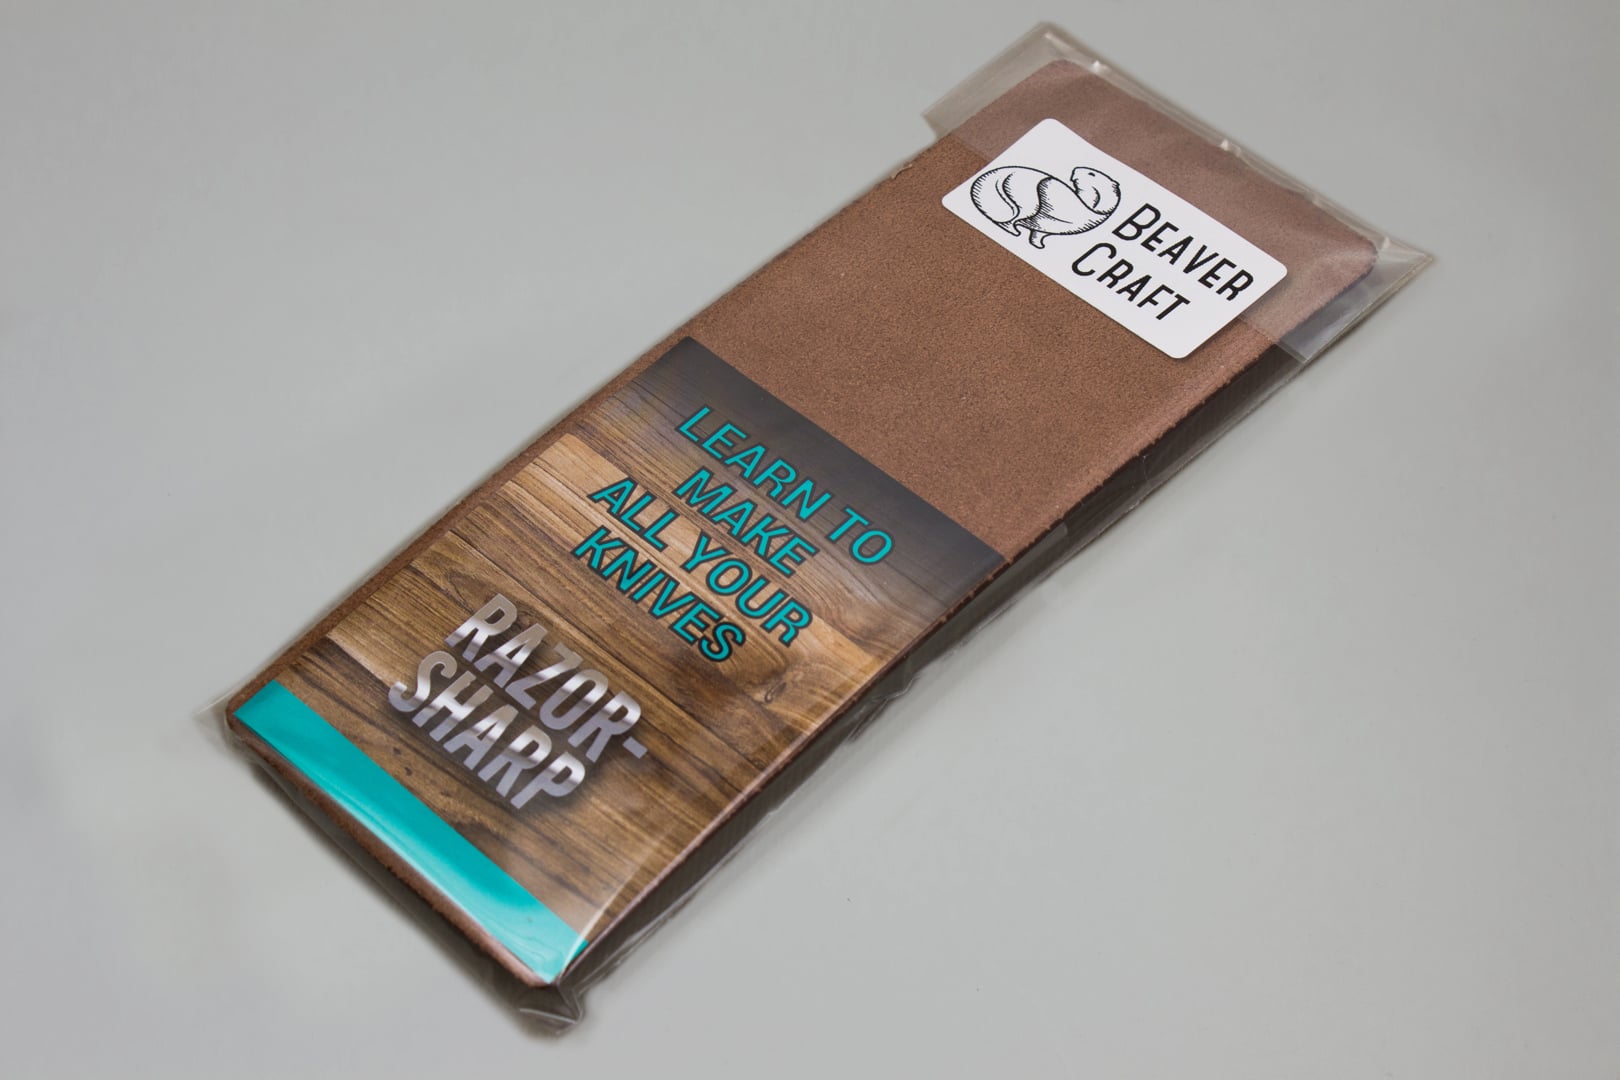 BEAVER
CRAFT
LEARN TO
MAKE
ALL YOUR
KNIVES
RAZOR-
SHARP